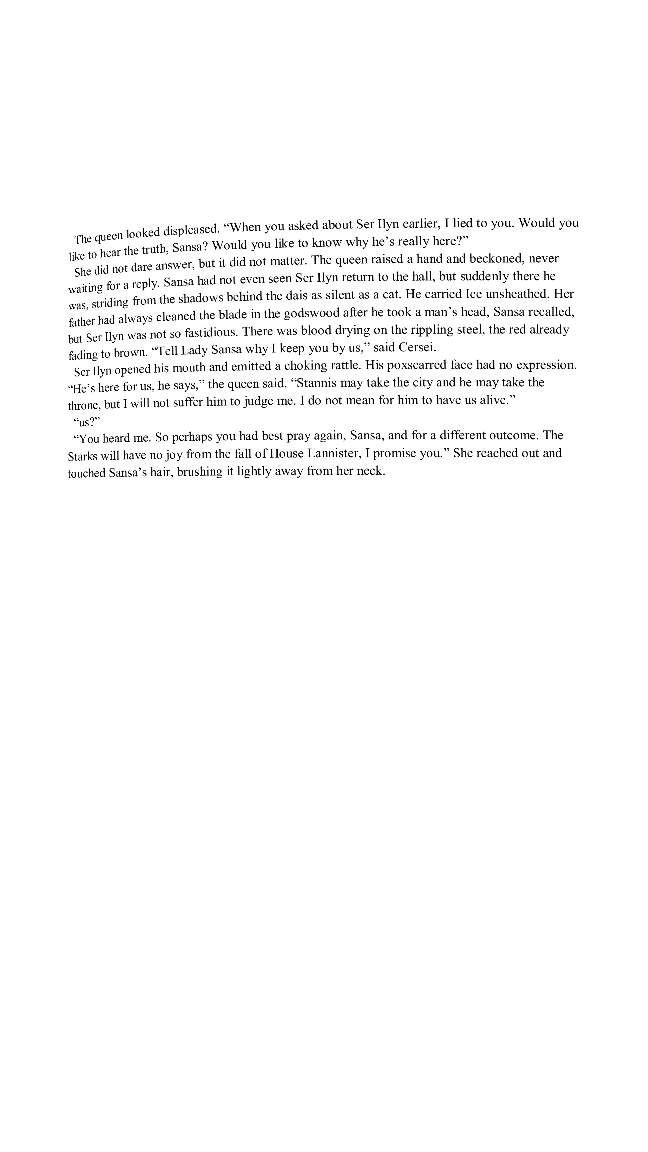 The queen looked displeased. “When you asked about Ser Ilyn earlier, I lied to you. Would you
like to hear the truth, Sansa? Would you like to know why he’s really here?”
She did not dare answer, but it did not matter. The queen raised a hand and beckoned, never
waiting for a reply. Sansa had not even seen Ser Ilyn return to the hall, but suddenly there he
was, striding from the shadows behind the dais as silent as a cat. He carried Ice unsheathed. Her
father had always cleaned the blade in the godswood after he took a man’s head, Sansa recalled,
but Ser Ilyn was not so fastidious. There was blood drying on the rippling steel, the red already
fading to brown. “Tell Lady Sansa why I keep you by us,” said Cersei.
Ser Ilyn opened his mouth and emitted a choking rattle. His poxscarred face had no expression.
“He’s here for us, he says,” the queen said. “Stannis may take the city and he may take the
throne, but I will not suffer him to judge me. I do not mean for him to have us alive.”
“us?”
“You heard me. So perhaps you had best pray again, Sansa, and for a different outcome. The
Starks will have no joy from the fall of House Lannister, I promise you.” She reached out and
touched Sansa’s hair, brushing it lightly away from her neck.